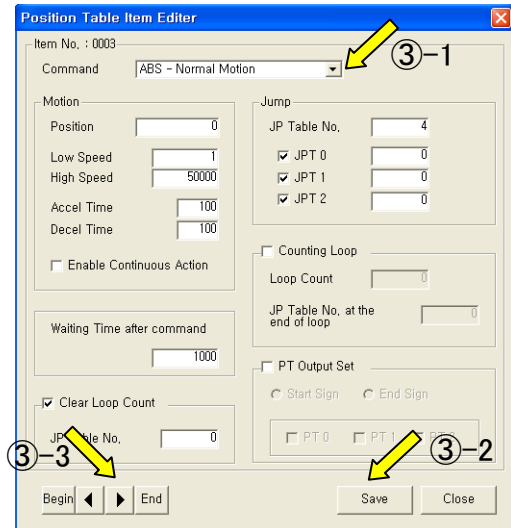 Position Table Item Editer
Item No. : 0003
Command ABS - Normal Motion
③-1
Motion
Position 0
Low Speed 1
High Speed 50000
Accel Time 100
Decel Time 100
Enable Continuous Action
Jump
JP Table No. 4
JPT 0 0
JPT 1 0
JPT 2 0
Counting Loop
Loop Count 0
JP Table No. at the
end of loop 0
Waiting Time after command
1000
PT Output Set
Start Sign End Sign
PT 0 PT 1
Clear Loop Count
JP Table No. 0
③-3
③-2
Begin End
Save Close